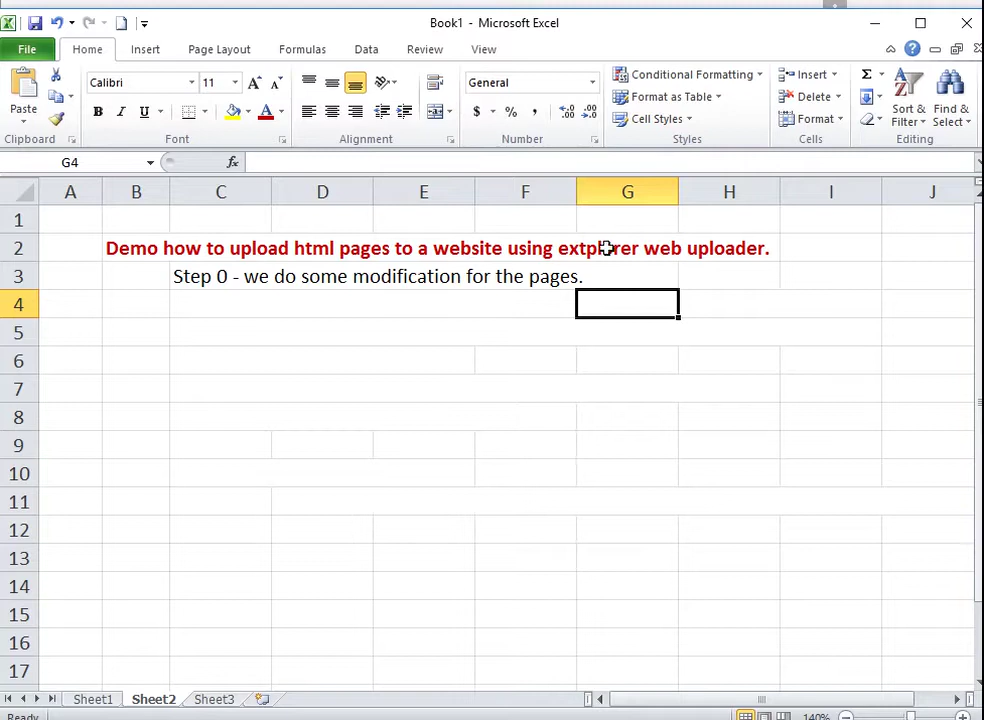 Book1 - Microsoft Excel
File Home Insert Page Layout Formulas Data Review View
Calibri 11 General Conditional Formatting Insert Σ
Paste Format as Table Delete Sort & Find &
B I U $ % , Cell Styles Format Filter Select
Clipboard Font Alignment Number Styles Cells Editing
G4 fx
A B C D E F G H I J
1
2 Demo how to upload html pages to a website using extplorer web uploader.
3 Step 0 - we do some modification for the pages.
4
5
6
7
8
9
10
11
12
13
14
15
16
17
Sheet1 Sheet2 Sheet3
Ready 140%